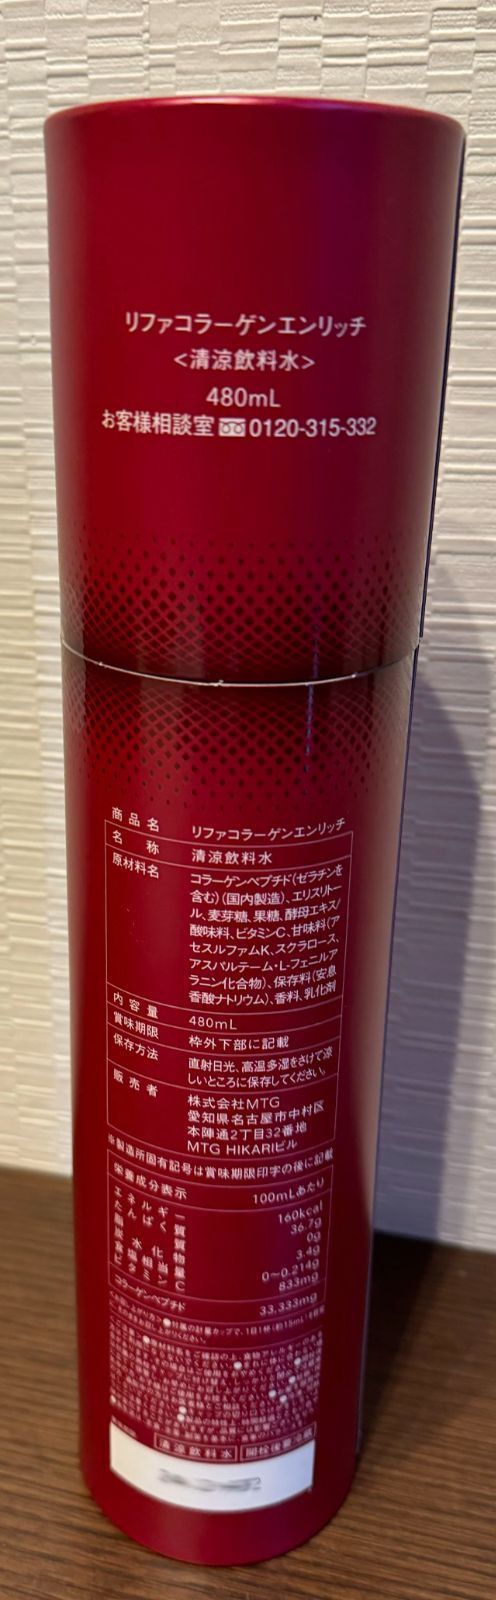 リファコラーゲンエンリッチ
<清涼飲料水>
480mL
お客様相談室 0120-315-332
商品名 リファコラーゲンエンリッチ
名称 清涼飲料水
原材料名 コラーゲンペプチド(ゼラチンを
含む)(国内製造)、エリスリトー
ル、麦芽糖、果糖、酵母エキス/
酸味料、ビタミンC、甘味料(ア
セスルファムK、スクラロース、
アスパルテーム・L-フェニルア
ラニン化合物)、保存料(安息
香酸ナトリウム)、香料、乳化剤
内容量 480mL
賞味期限 枠外下部に記載
保存方法 直射日光、高温多湿をさけて涼
しいところに保存してください。
販売者 株式会社MTG
愛知県名古屋市中村区
本陣通2丁目32番地
MTG HIKARIビル
※製造所固有記号は賞味期限印字の後に記載
栄養成分表示 100mLあたり
エネルギー 160kcal
たんぱく質 36.7g
脂質 0g
炭水化物 3.4g
食塩相当量 0〜0.214g
ビタミンC 833mg
コラーゲンペプチド 33,333mg
清涼飲料水 開栓後要冷蔵